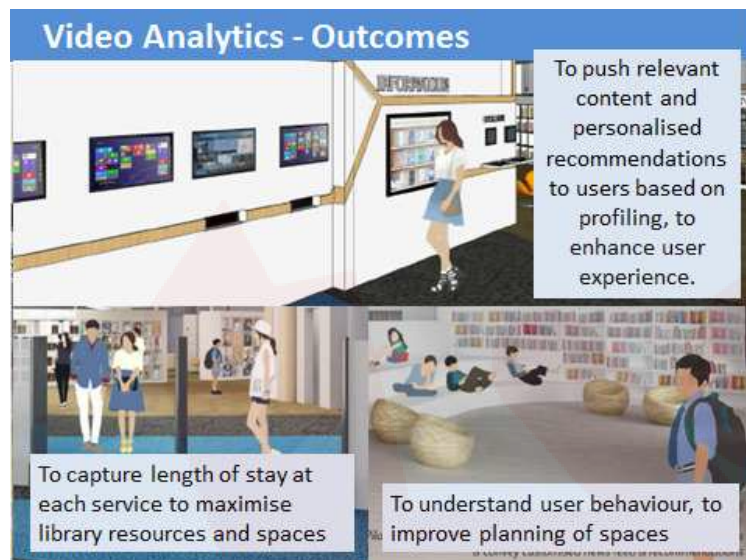 Video Analytics - Outcomes
INFORMATION
To push relevant
content and
personalised
recommendations
to users based on
profiling, to
enhance user
experience.
To capture length of stay at
each service to maximise
library resources and spaces
To understand user behaviour, to
improve planning of spaces